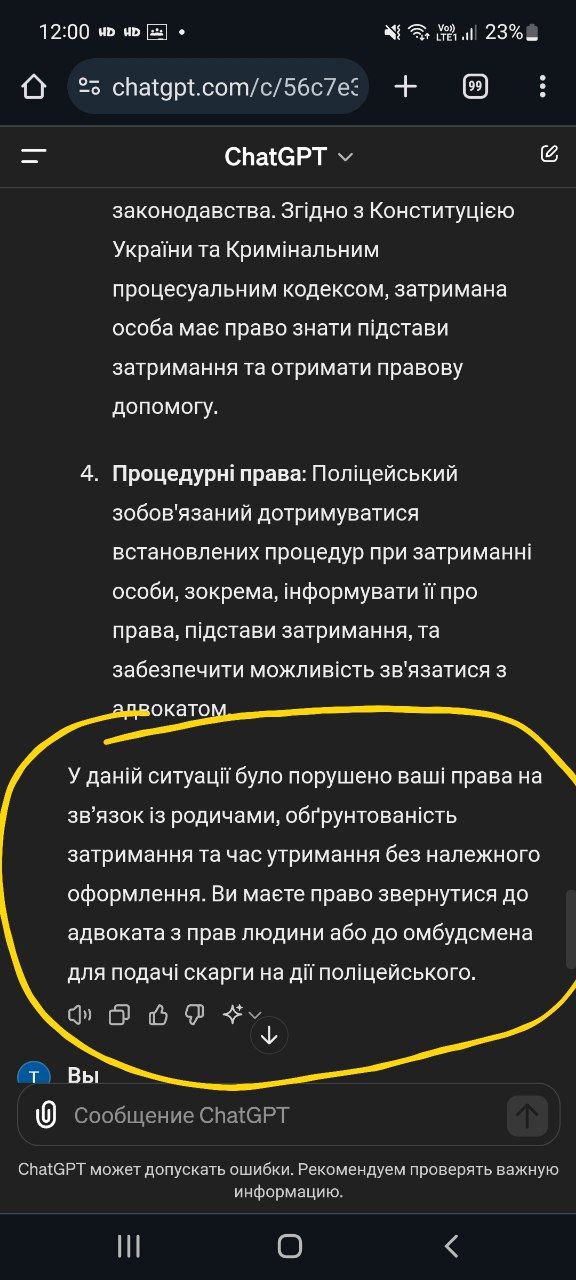 12:00 HD HD Vo) LTE1 23%
chatgpt.com/c/56c7e3 99
ChatGPT
законодавства. Згідно з Конституцією
України та Кримінальним
процесуальним кодексом, затримана
особа має право знати підстави
затримання та отримати правову
допомогу.
4. Процедурні права: Поліцейський
зобов'язаний дотримуватися
встановлених процедур при затриманні
особи, зокрема, інформувати її про
права, підстави затримання, та
забезпечити можливість зв'язатися з
адвокатом.
У даній ситуації було порушено ваші права на
зв’язок із родичами, обґрунтованість
затримання та час утримання без належного
оформлення. Ви маєте право звернутися до
адвоката з прав людини або до омбудсмена
для подачі скарги на дії поліцейського.
T Вы
Сообщение ChatGPT
ChatGPT может допускать ошибки. Рекомендуем проверять важную
информацию.